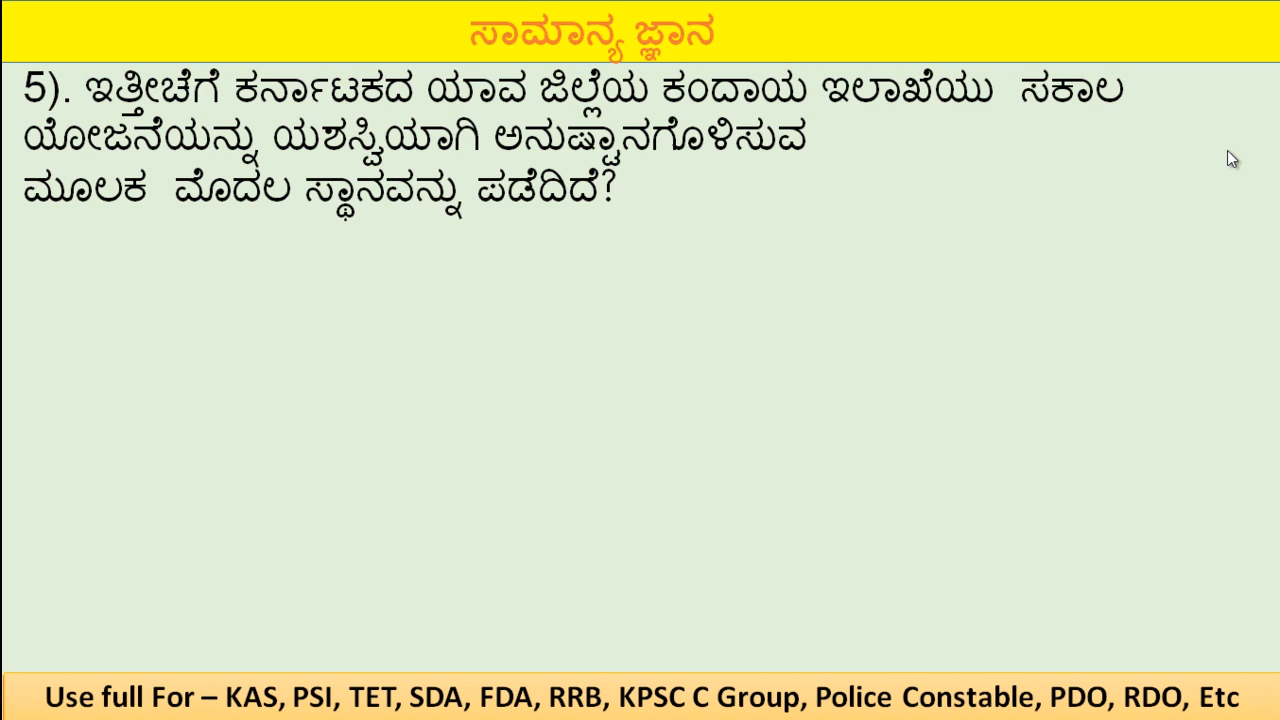 ಸಾಮಾನ್ಯ ಜ್ಞಾನ
5). ಇತ್ತೀಚೆಗೆ ಕರ್ನಾಟಕದ ಯಾವ ಜಿಲ್ಲೆಯ ಕಂದಾಯ ಇಲಾಖೆಯು ಸಕಾಲ
ಯೋಜನೆಯನ್ನು ಯಶಸ್ವಿಯಾಗಿ ಅನುಷ್ಟಾನಗೊಳಿಸುವ
ಮೂಲಕ ಮೊದಲ ಸ್ಥಾನವನ್ನು ಪಡೆದಿದೆ?
Use full For – KAS, PSI, TET, SDA, FDA, RRB, KPSC C Group, Police Constable, PDO, RDO, Etc